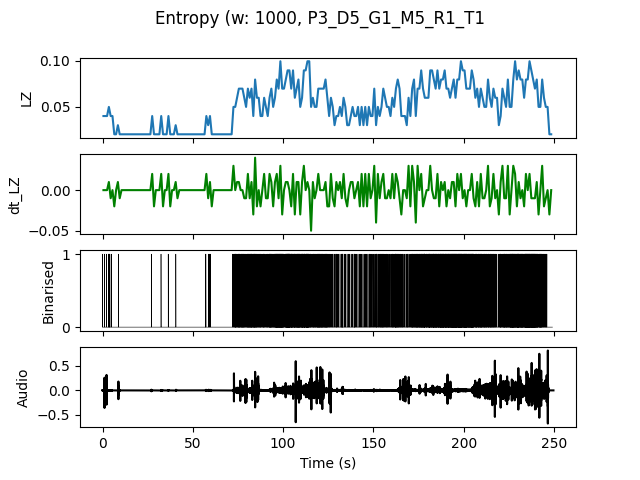 Entropy (w: 1000, P3_D5_G1_M5_R1_T1
LZ
0.10
0.05
dt_LZ
0.00
−0.05
Binarised
1
0
Audio
0.5
0.0
−0.5
0 50 100 150 200 250
Time (s)